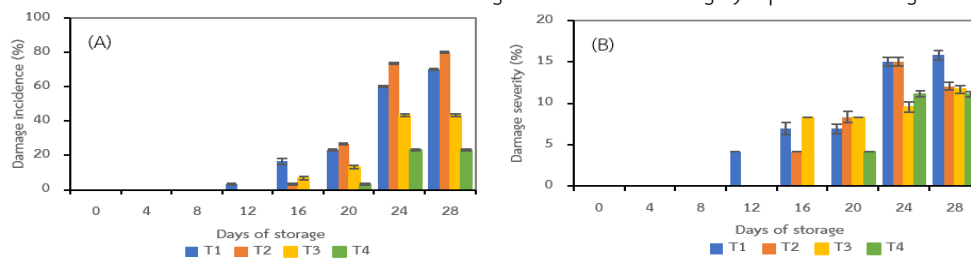 (A)
Damage incidence (%)
100
80
60
40
20
0
0 4 8 12 16 20 24 28
Days of storage
T1 T2 T3 T4
(B)
Damage severity (%)
20
15
10
5
0
0 4 8 12 16 20 24 28
Days of storage
T1 T2 T3 T4